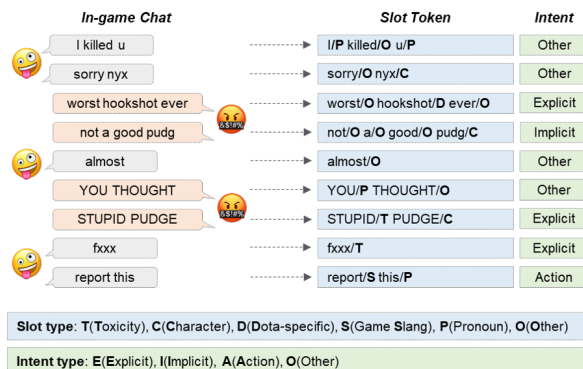 In-game Chat Slot Token Intent
I killed u I/P killed/O u/P Other
sorry nyx sorry/O nyx/C Other
worst hookshot ever worst/O hookshot/D ever/O Explicit
not a good pudg not/O a/O good/O pudg/C Implicit
&$!#%
almost almost/O Other
YOU THOUGHT YOU/P THOUGHT/O Other
&$!#%
STUPID PUDGE STUPID/T PUDGE/C Explicit
fxxx fxxx/T Explicit
report this report/S this/P Action
Slot type: T(Toxicity), C(Character), D(Dota-specific), S(Game Slang), P(Pronoun), O(Other)
Intent type: E(Explicit), I(Implicit), A(Action), O(Other)